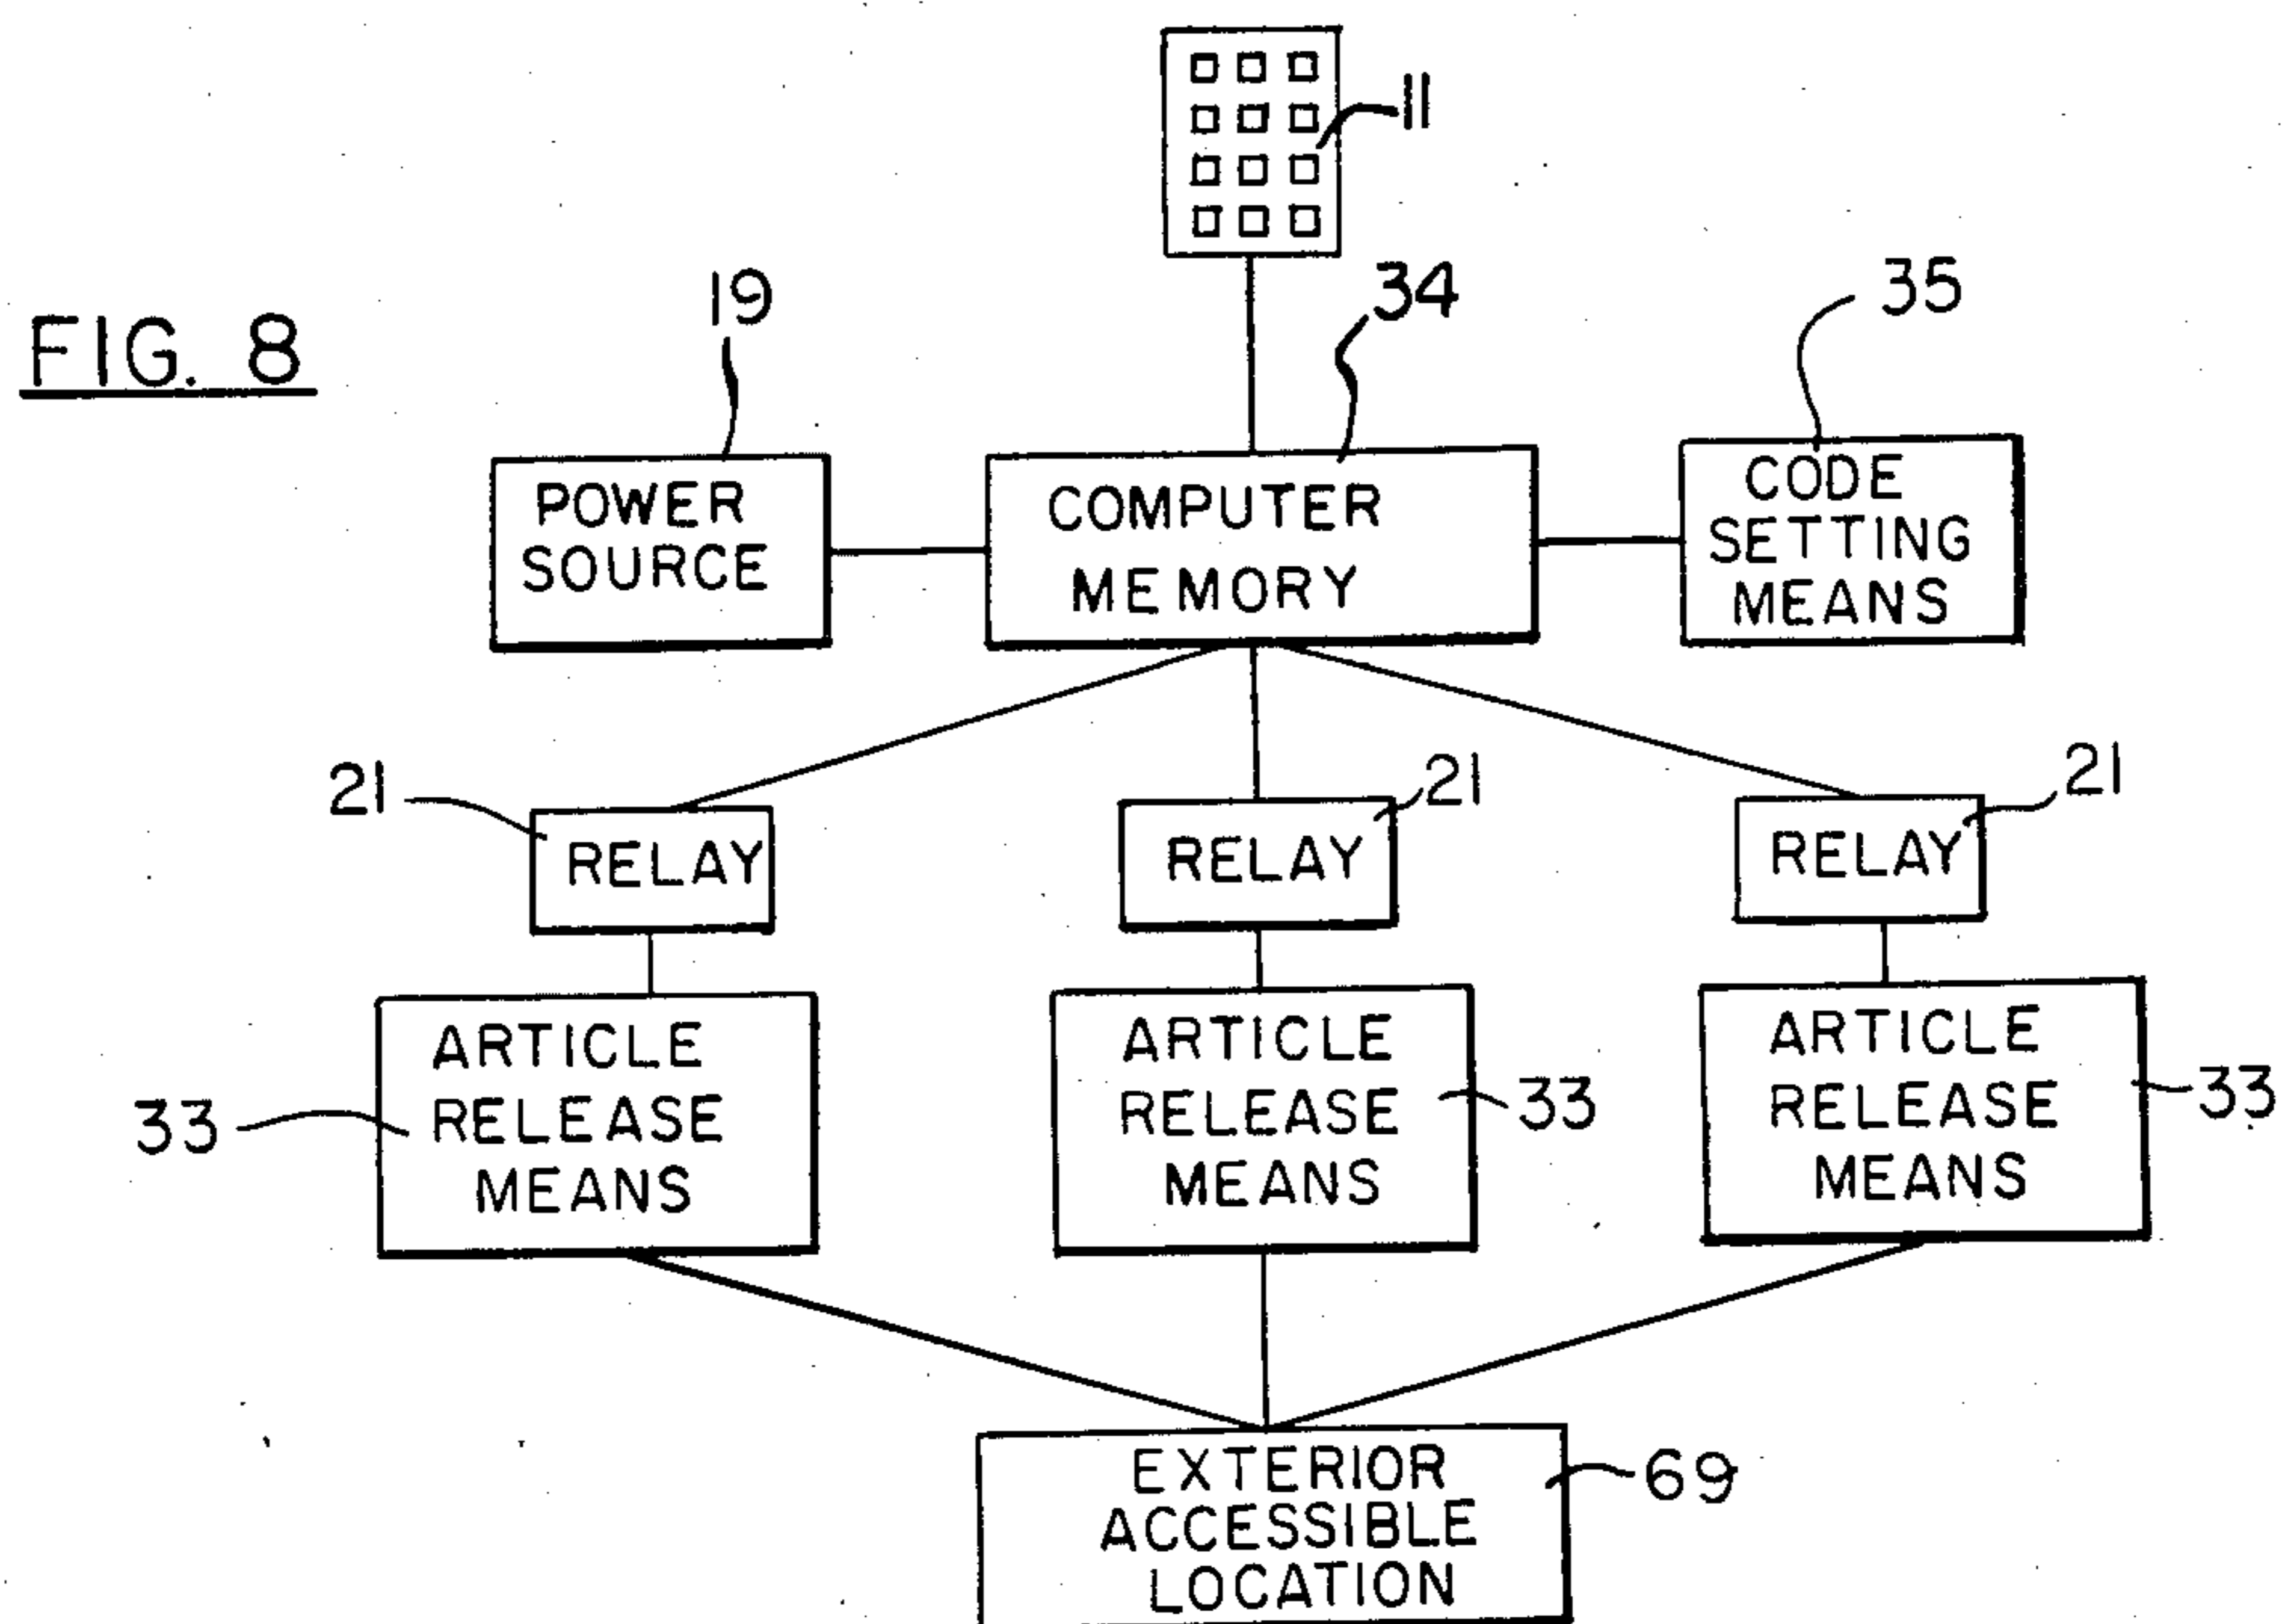 11
34
35
19
FIG. 8
POWER
SOURCE
COMPUTER
MEMORY
CODE
SETTING
MEANS
21
RELAY
21
RELAY
21
RELAY
33
ARTICLE
RELEASE
MEANS
ARTICLE
RELEASE
MEANS
33
ARTICLE
RELEASE
MEANS
33
EXTERIOR
ACCESSIBLE
LOCATION
69